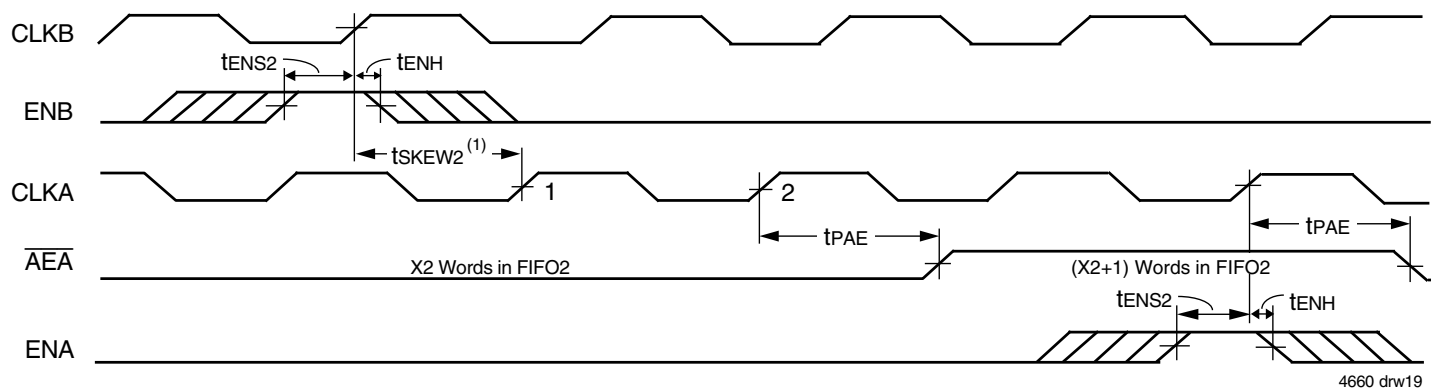 CLKB
tENS2
tENH
ENB
tSKEW2 (1)
CLKA
1
2
tPAE
tPAE
AEA
X2 Words in FIFO2
(X2+1) Words in FIFO2
tENS2
tENH
ENA
4660 drw19